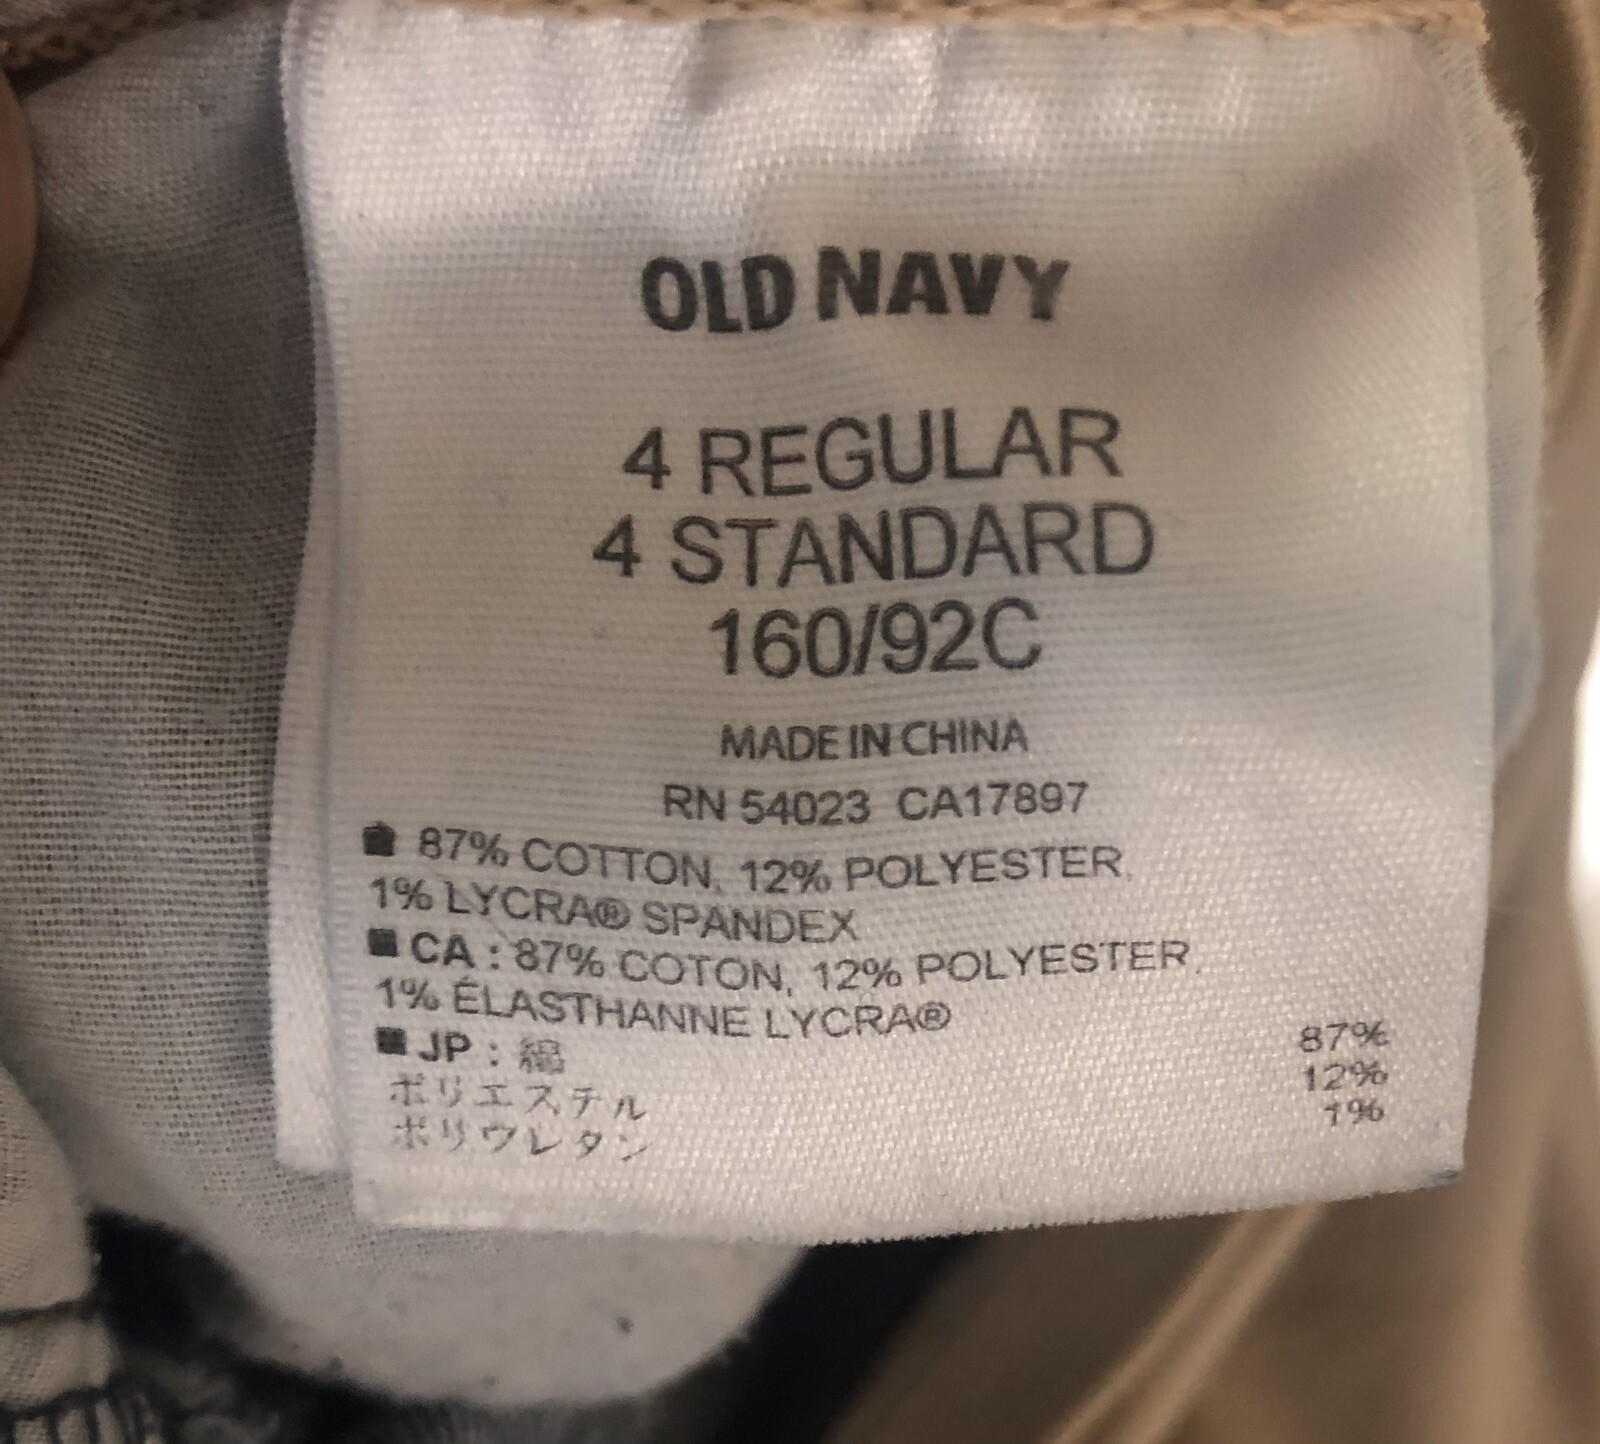 OLD NAVY
4 REGULAR
4 STANDARD
160/92C
MADE IN CHINA
RN 54023 CA17897
■ 87% COTTON, 12% POLYESTER,
1% LYCRA® SPANDEX
■ CA : 87% COTON, 12% POLYESTER,
1% ÉLASTHANNE LYCRA®
■ JP : 綿 87%
ポリエステル 12%
ポリウレタン 1%